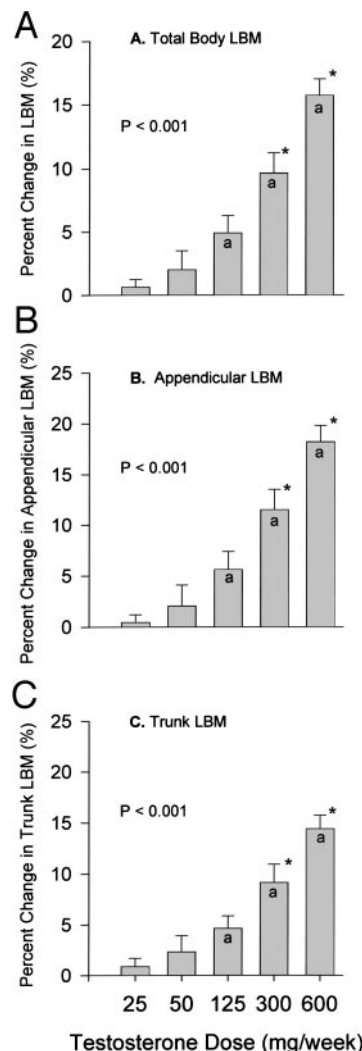 A
A. Total Body LBM
Percent Change in LBM (%)
20
15
10
5
0
P < 0.001
a
a *
a *
B
B. Appendicular LBM
Percent Change in Appendicular LBM (%)
25
20
15
10
5
0
P < 0.001
a
a *
a *
C
C. Trunk LBM
Percent Change in Trunk LBM (%)
25
20
15
10
5
0
P < 0.001
a
a *
a *
25 50 125 300 600
Testosterone Dose (mg/week)